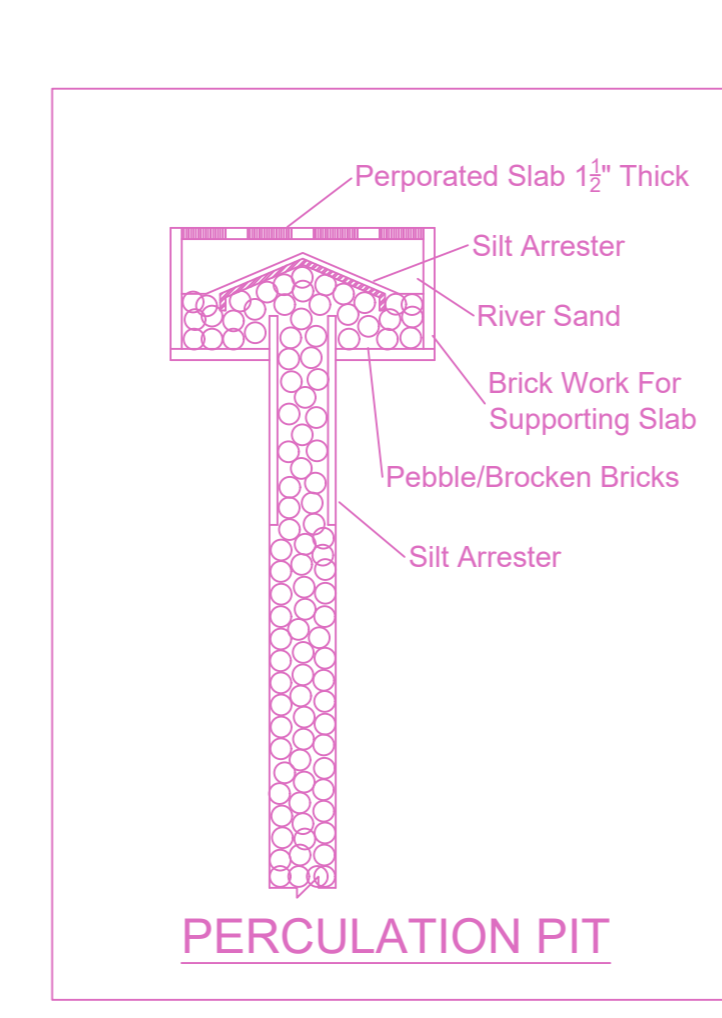 Perporated Slab 1½" Thick
Silt Arrester
River Sand
Brick Work For
Supporting Slab
Pebble/Brocken Bricks
Silt Arrester
PERCULATION PIT